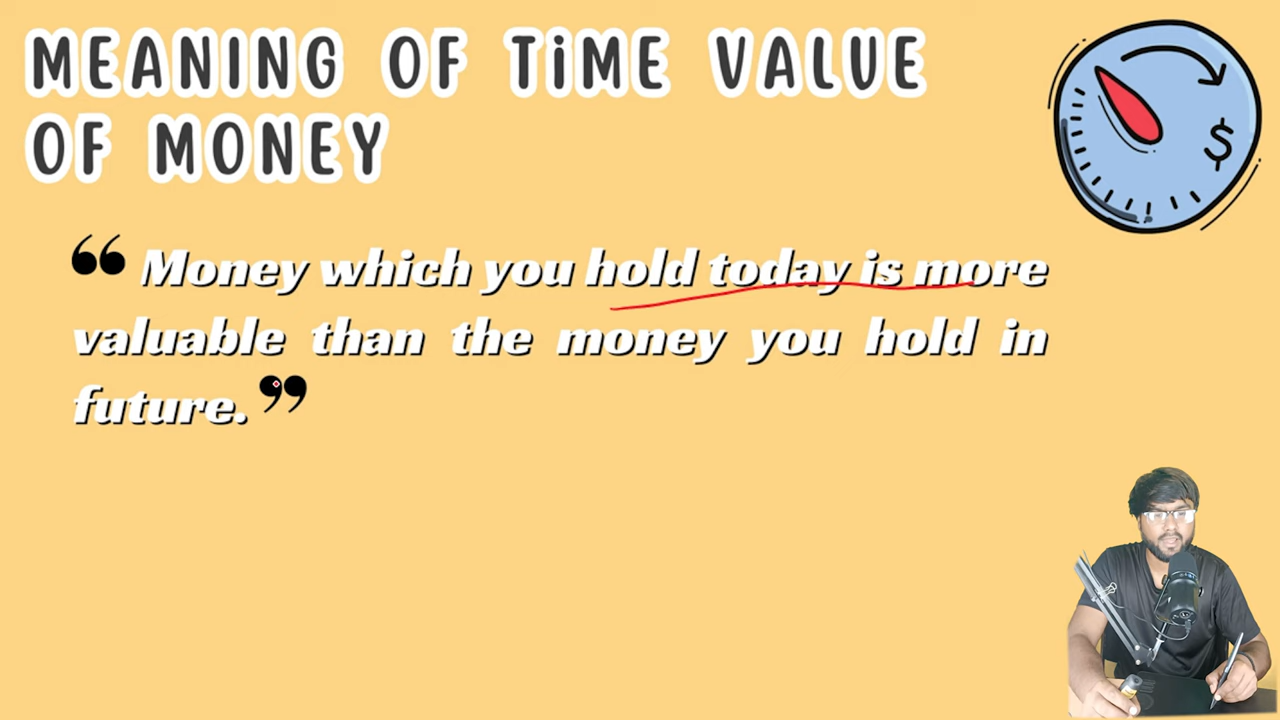 MEANING OF TiME VALUE
OF MONEY
$
❝ Money which you hold today is more
valuable than the money you hold in
future. ❞